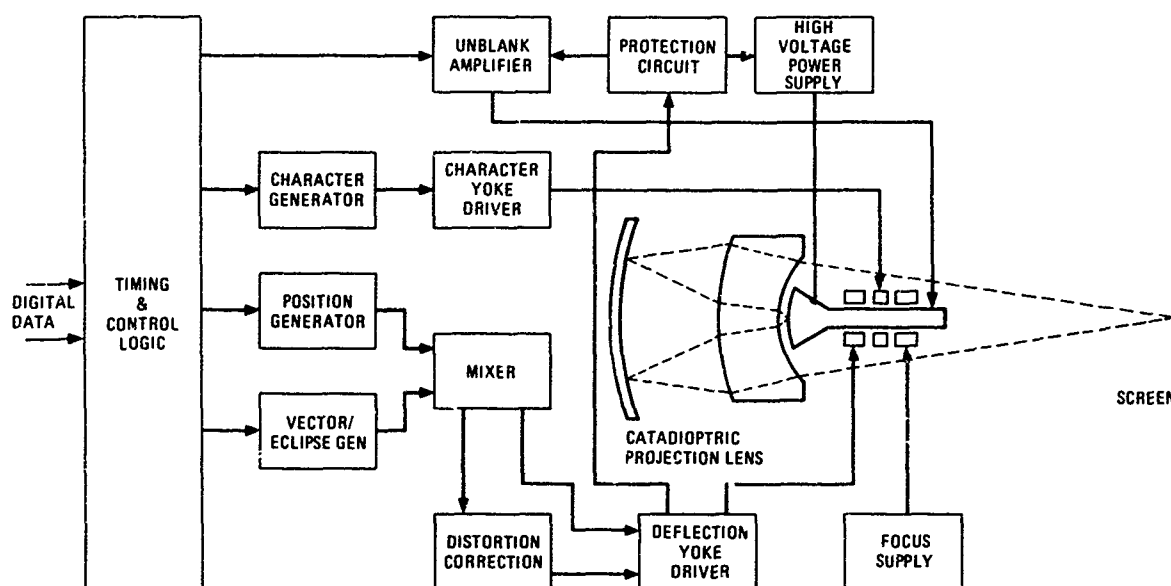 UNBLANK
AMPLIFIER
PROTECTION
CIRCUIT
HIGH
VOLTAGE
POWER
SUPPLY
CHARACTER
GENERATOR
CHARACTER
YOKE
DRIVER
DIGITAL
DATA
TIMING
&
CONTROL
LOGIC
POSITION
GENERATOR
MIXER
VECTOR/
ECLIPSE GEN
CATADIOPTRIC
PROJECTION LENS
SCREEN
DISTORTION
CORRECTION
DEFLECTION
YOKE
DRIVER
FOCUS
SUPPLY